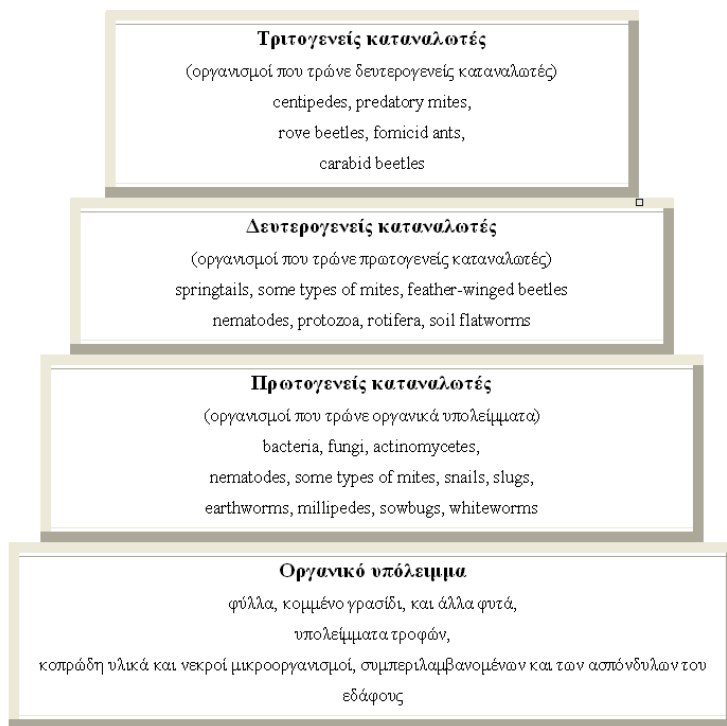 Τριτογενείς καταναλωτές
(οργανισμοί που τρώνε δευτερογενείς καταναλωτές)
centipedes, predatory mites,
rove beetles, fomicid ants,
carabid beetles
Δευτερογενείς καταναλωτές
(οργανισμοί που τρώνε πρωτογενείς καταναλωτές)
springtails, some types of mites, feather-winged beetles
nematodes, protozoa, rotifera, soil flatworms
Πρωτογενείς καταναλωτές
(οργανισμοί που τρώνε οργανικά υπολείμματα)
bacteria, fungi, actinomycetes,
nematodes, some types of mites, snails, slugs,
earthworms, millipedes, sowbugs, whiteworms
Οργανικό υπόλειμμα
φύλλα, κομμένο γρασίδι, και άλλα φυτά,
υπολείμματα τροφών,
κοπρώδη υλικά και νεκροί μικροοργανισμοί, συμπεριλαμβανομένων και των ασπόνδυλων του
εδάφους